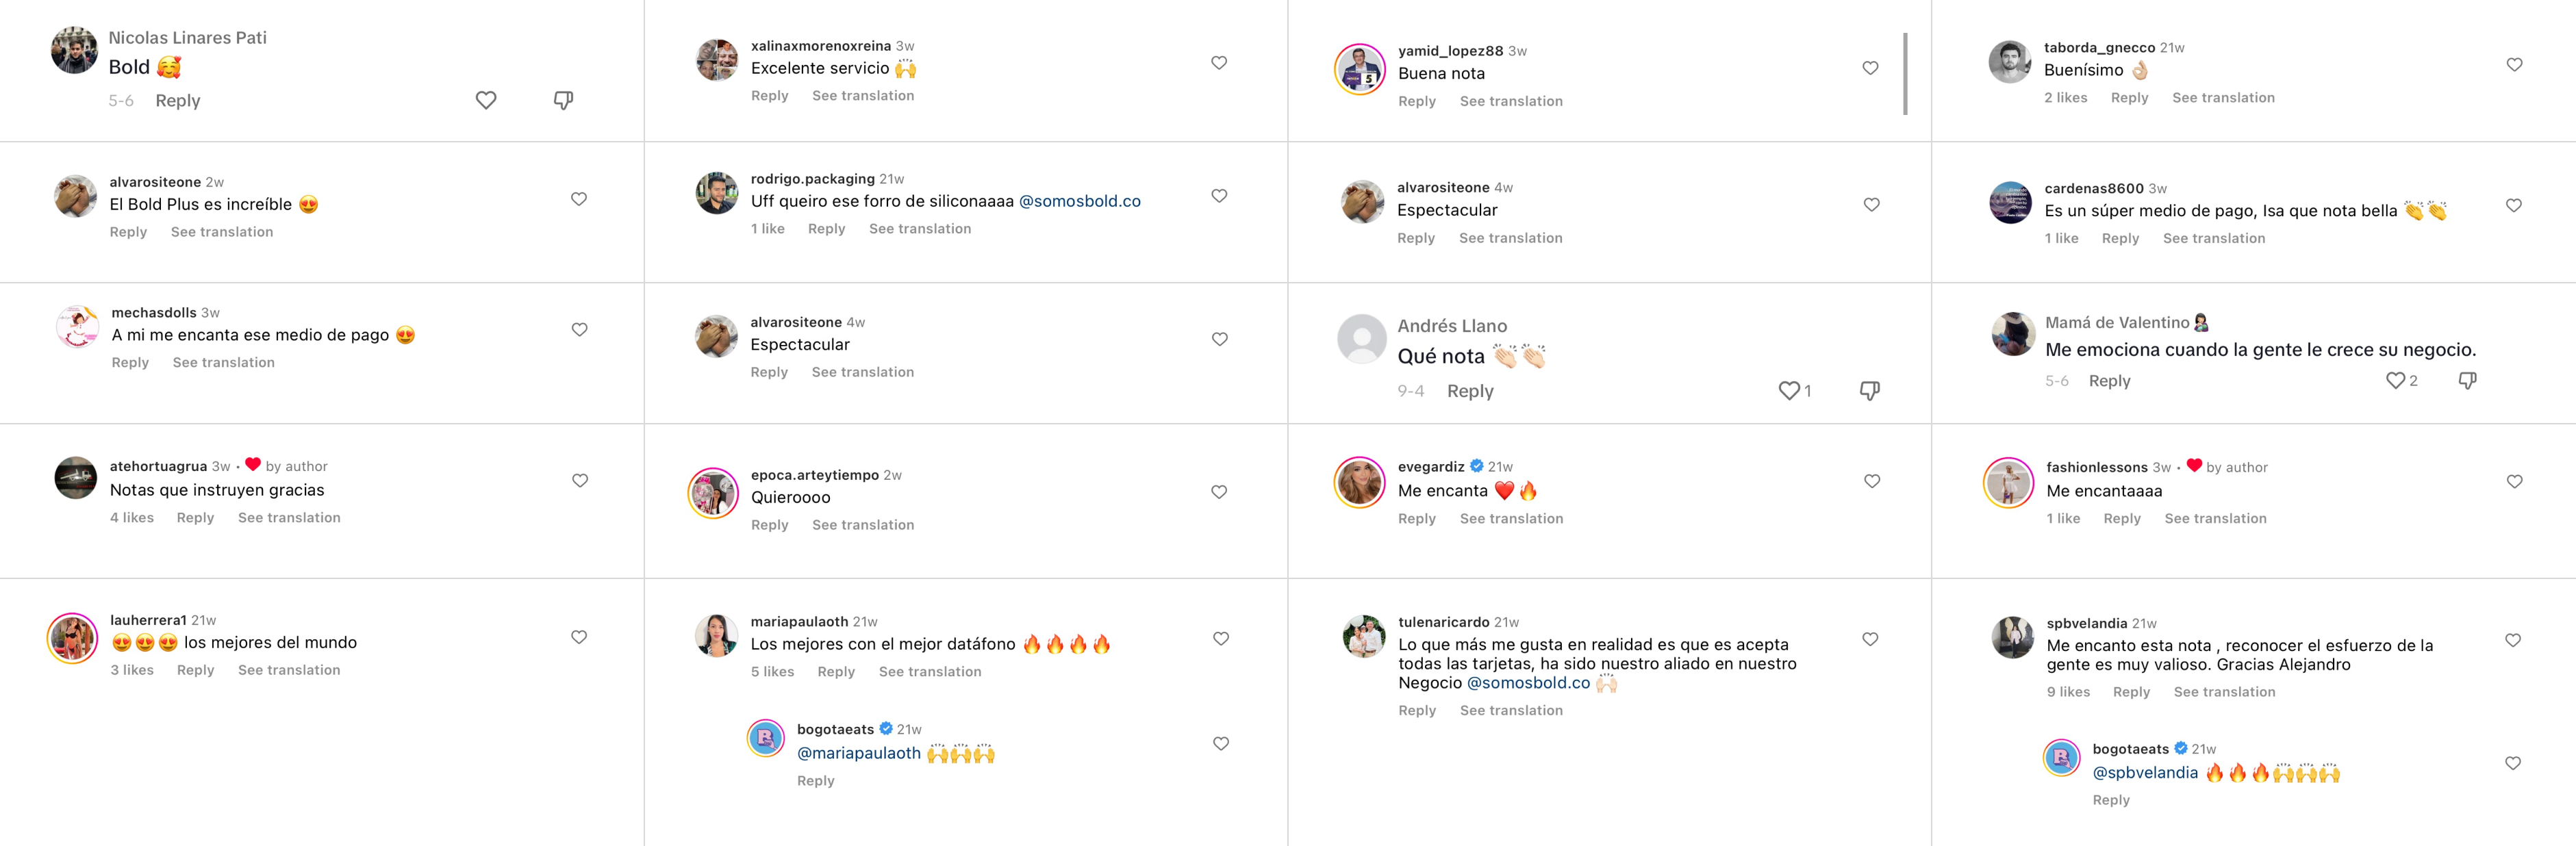 Nicolas Linares Pati
Bold 🥰
5-6 Reply
xalinaxmorenoxreina 3w
Excelente servicio 🙌
Reply See translation
yamid_lopez88 3w
Buena nota
Reply See translation
taborda_gnecco 21w
Buenísimo 👌🏼
2 likes Reply See translation
alvarositeone 2w
El Bold Plus es increíble 😍
Reply See translation
rodrigo.packaging 21w
Uff queiro ese forro de siliconaaaa @somosbold.co
1 like Reply See translation
alvarositeone 4w
Espectacular
Reply See translation
cardenas8600 3w
Es un súper medio de pago, Isa que nota bella 👏👏
1 like Reply See translation
mechasdolls 3w
A mi me encanta ese medio de pago 😍
Reply See translation
alvarositeone 4w
Espectacular
Reply See translation
Andrés Llano
Qué nota 👏🏻👏🏻
9-4 Reply 1
Mamá de Valentino👩🏻‍🍼
Me emociona cuando la gente le crece su negocio.
5-6 Reply 2
atehortuagrua 3w • ❤️ by author
Notas que instruyen gracias
4 likes Reply See translation
epoca.arteytiempo 2w
Quieroooo
Reply See translation
evegardiz 21w
Me encanta ❤️🔥
Reply See translation
fashionlessons 3w • ❤️ by author
Me encantaaaa
1 like Reply See translation
lauherrera1 21w
😍😍😍 los mejores del mundo
3 likes Reply See translation
mariapaulaoth 21w
Los mejores con el mejor datáfono 🔥🔥🔥🔥
5 likes Reply See translation
bogotaeats 21w
@mariapaulaoth 🙌🙌🙌
Reply
tulenaricardo 21w
Lo que más me gusta en realidad es que es acepta
todas las tarjetas, ha sido nuestro aliado en nuestro
Negocio @somosbold.co 🙌🏻
Reply See translation
spbvelandia 21w
Me encanto esta nota , reconocer el esfuerzo de la
gente es muy valioso. Gracias Alejandro
9 likes Reply See translation
bogotaeats 21w
@spbvelandia 🔥🔥🔥🙌🙌🙌
Reply